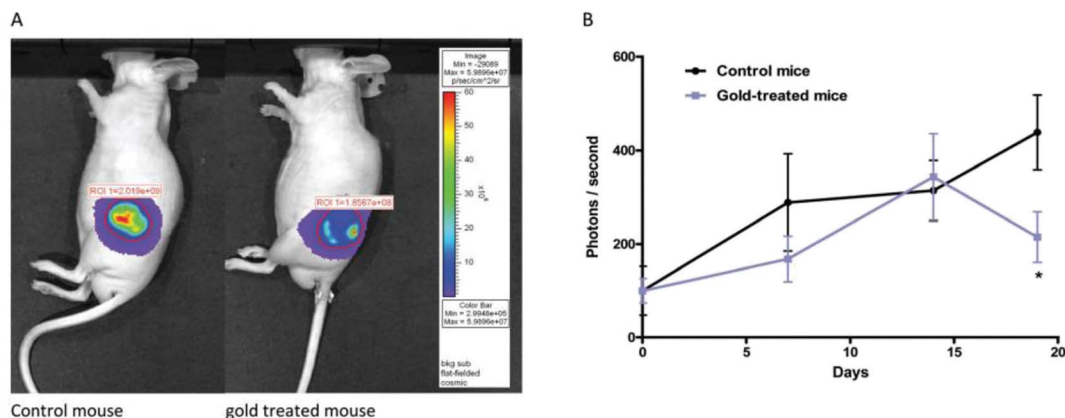 A
B
Image
Min = -29089
Max = 5.9896e+07
p/sec/cm^2/sr
60
50
40
30
20
10
x10⁶
ROI 1=2.019e+09
ROI 1=1.8567e+08
Color Bar
Min = 2.9948e+05
Max = 5.9896e+07
bkg sub
flat-fielded
cosmic
Control mouse
gold treated mouse
600
400
200
0
Photons / second
Control mice
Gold-treated mice
*
0
5
10
15
20
Days